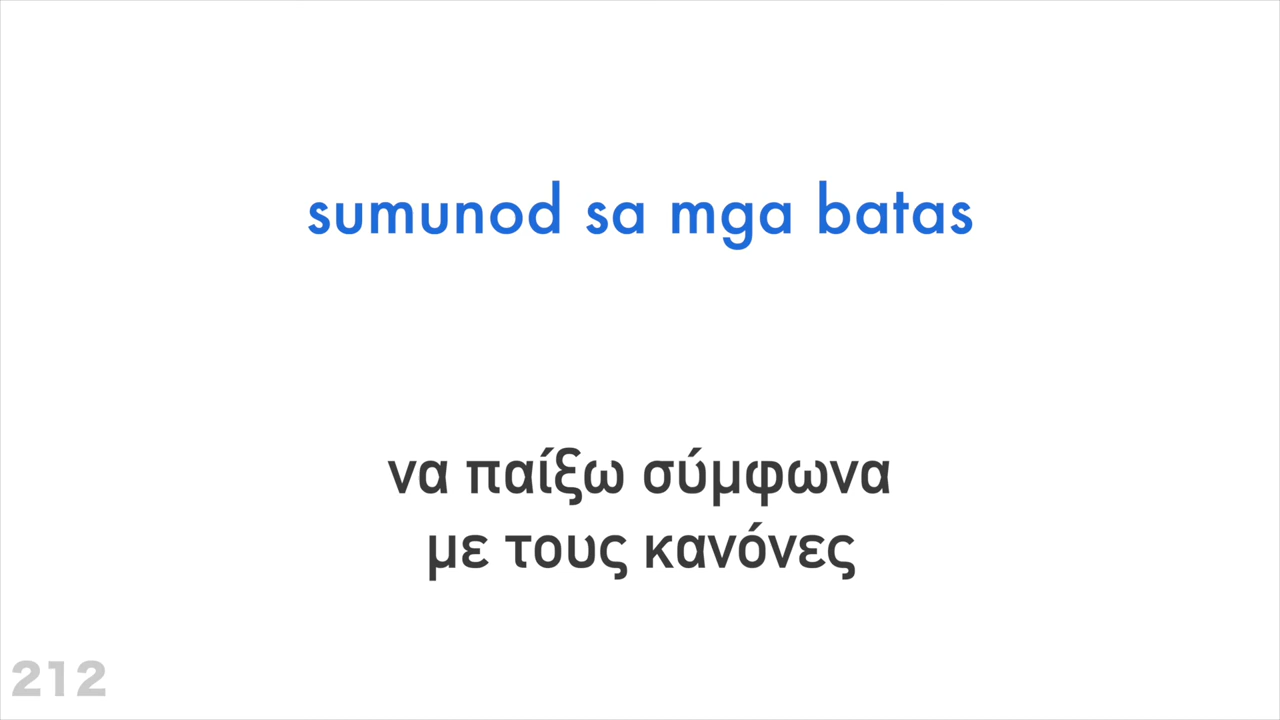 sumunod sa mga batas
να παίξω σύμφωνα
με τους κανόνες
212